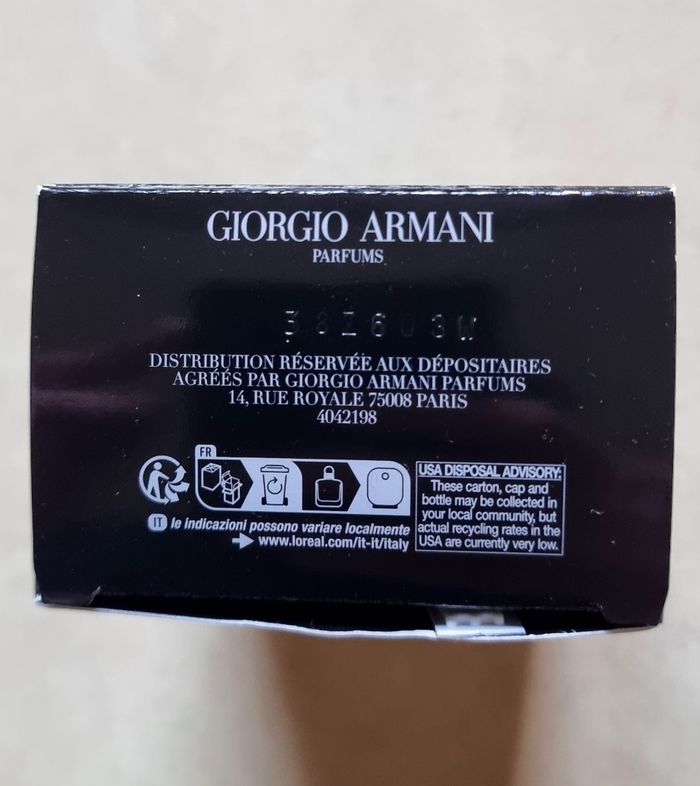 GIORGIO ARMANI
PARFUMS
DISTRIBUTION RÉSERVÉE AUX DÉPOSITAIRES
AGRÉÉS PAR GIORGIO ARMANI PARFUMS
14, RUE ROYALE 75008 PARIS
4042198
FR
USA DISPOSAL ADVISORY:
These carton, cap and
bottle may be collected in
your local community, but
actual recycling rates in the
USA are currently very low.
IT le indicazioni possono variare localmente
www.loreal.com/it-it/italy